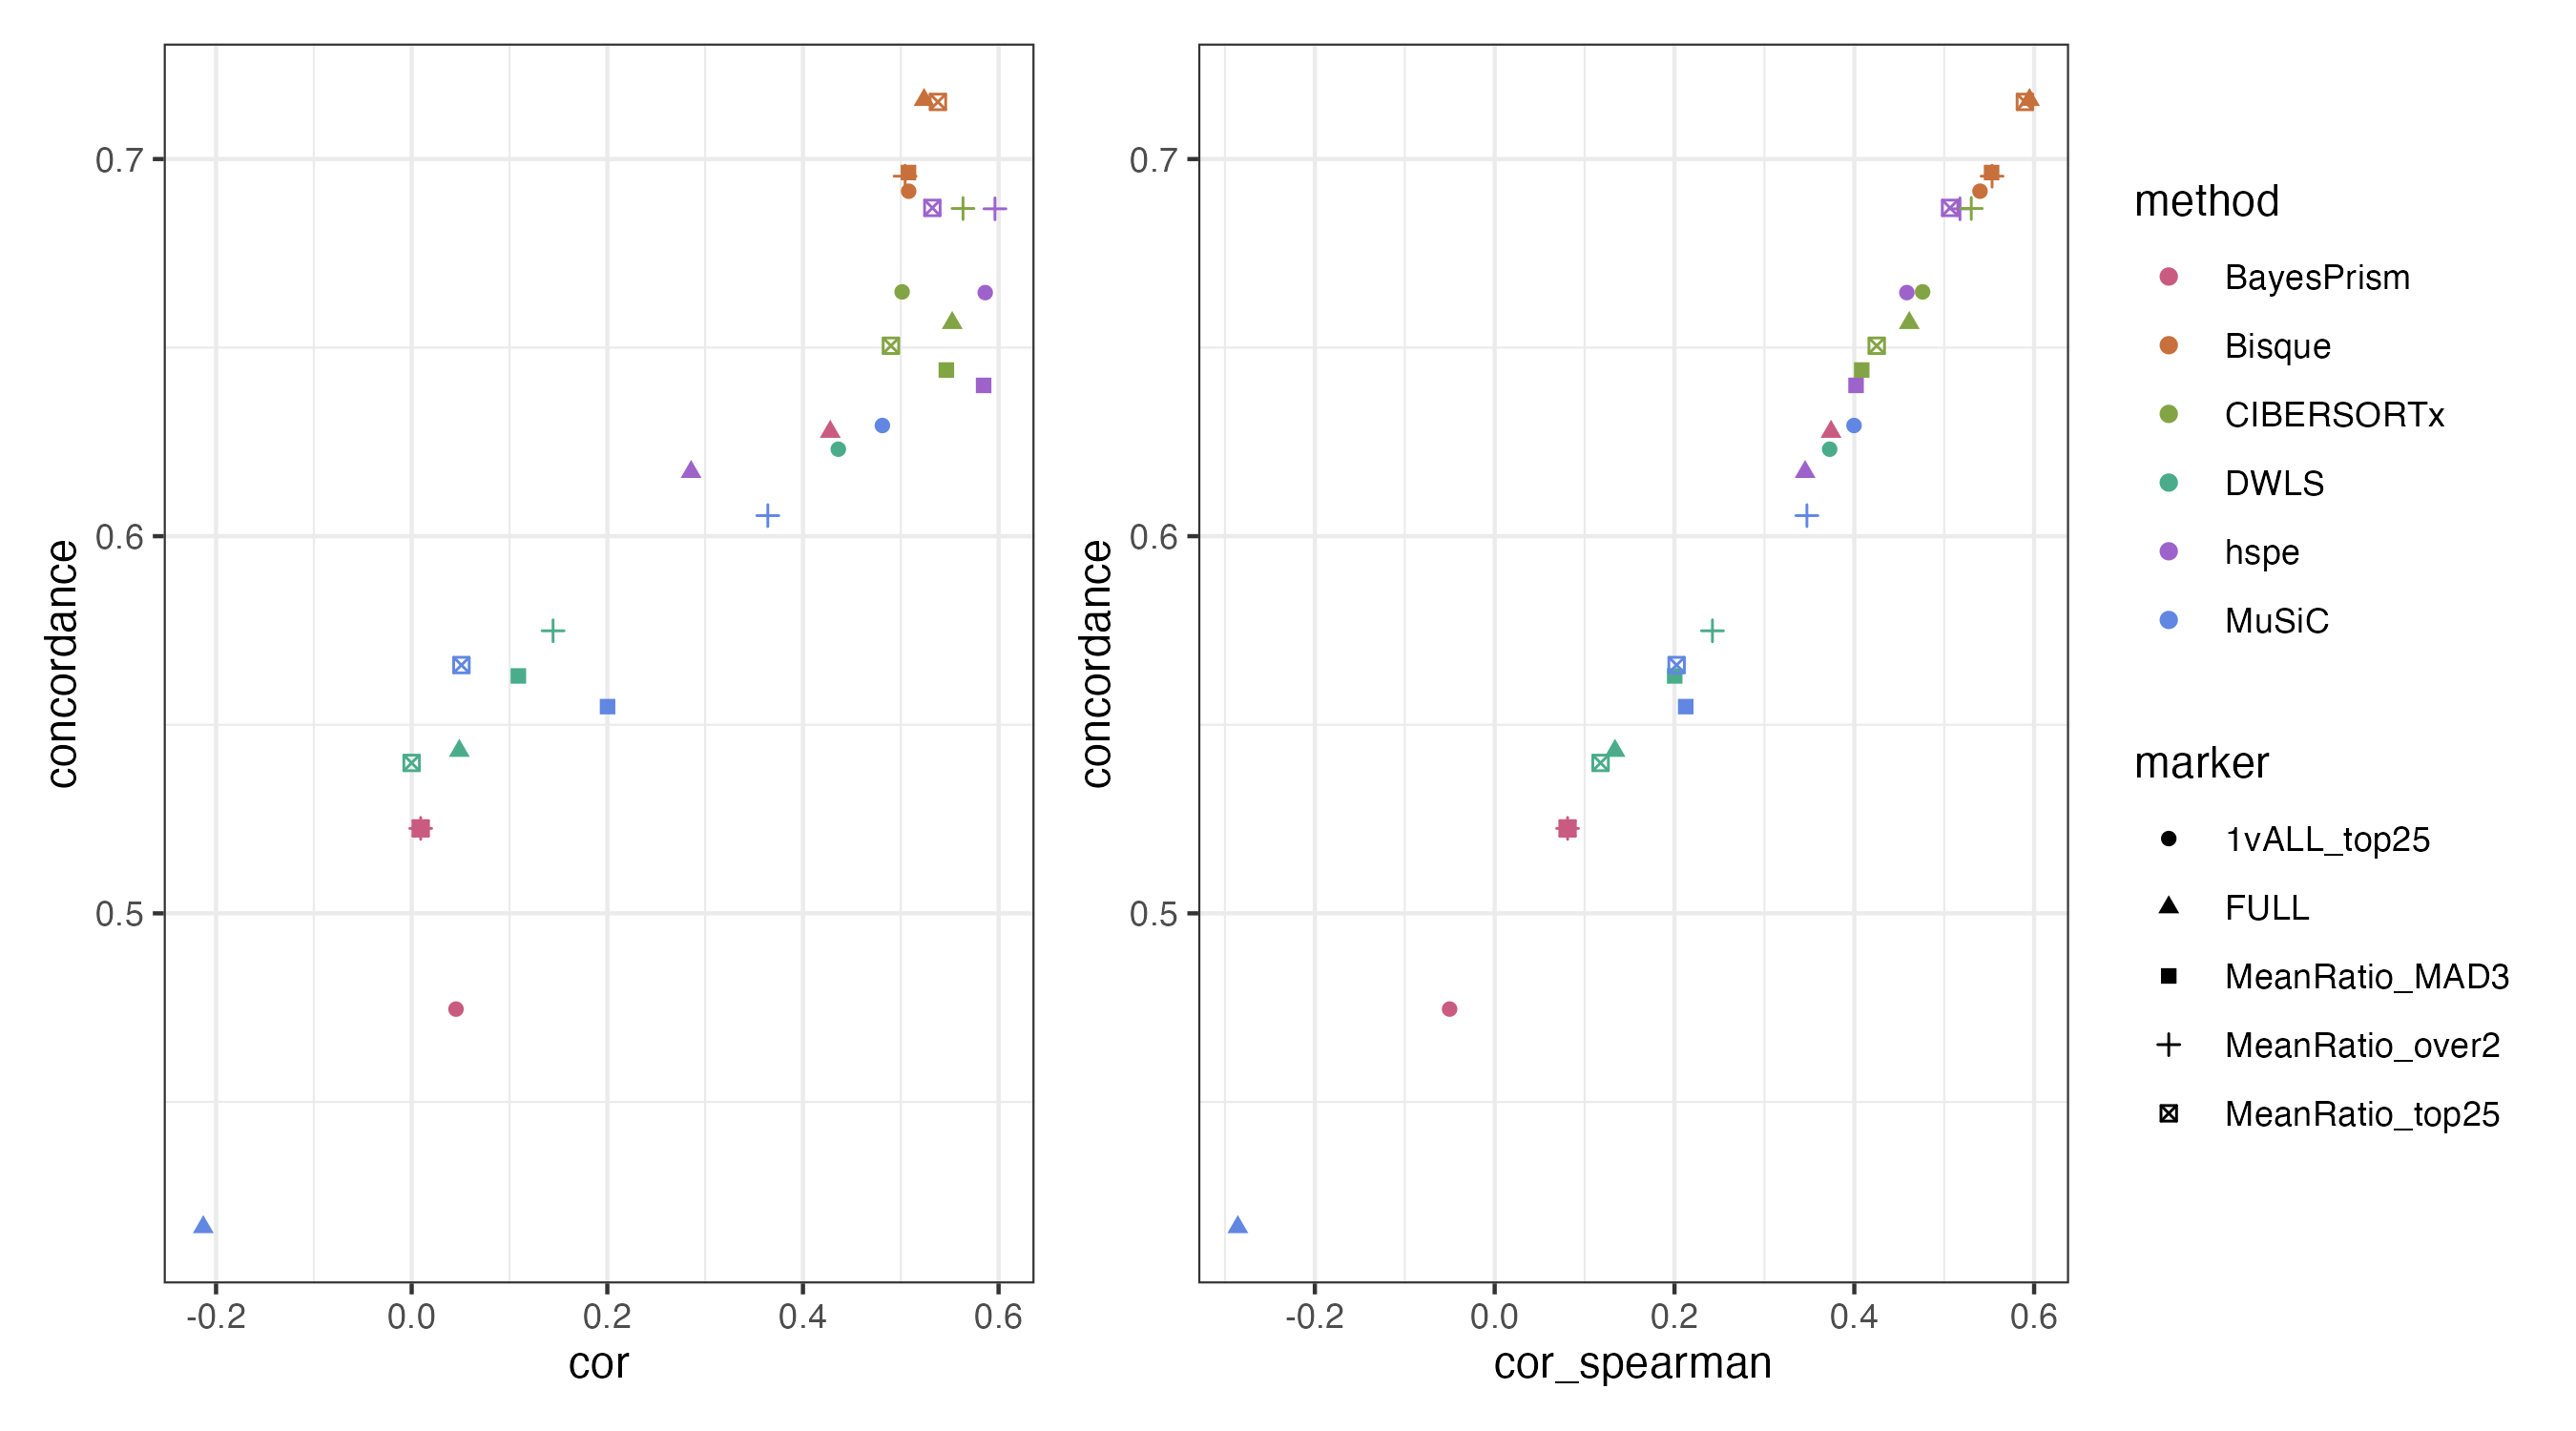 concordance
0.7
0.6
0.5
-0.2 0.0 0.2 0.4 0.6
cor
concordance
0.7
0.6
0.5
-0.2 0.0 0.2 0.4 0.6
cor_spearman
method
BayesPrism
Bisque
CIBERSORTx
DWLS
hspe
MuSiC
marker
1vALL_top25
FULL
MeanRatio_MAD3
MeanRatio_over2
MeanRatio_top25